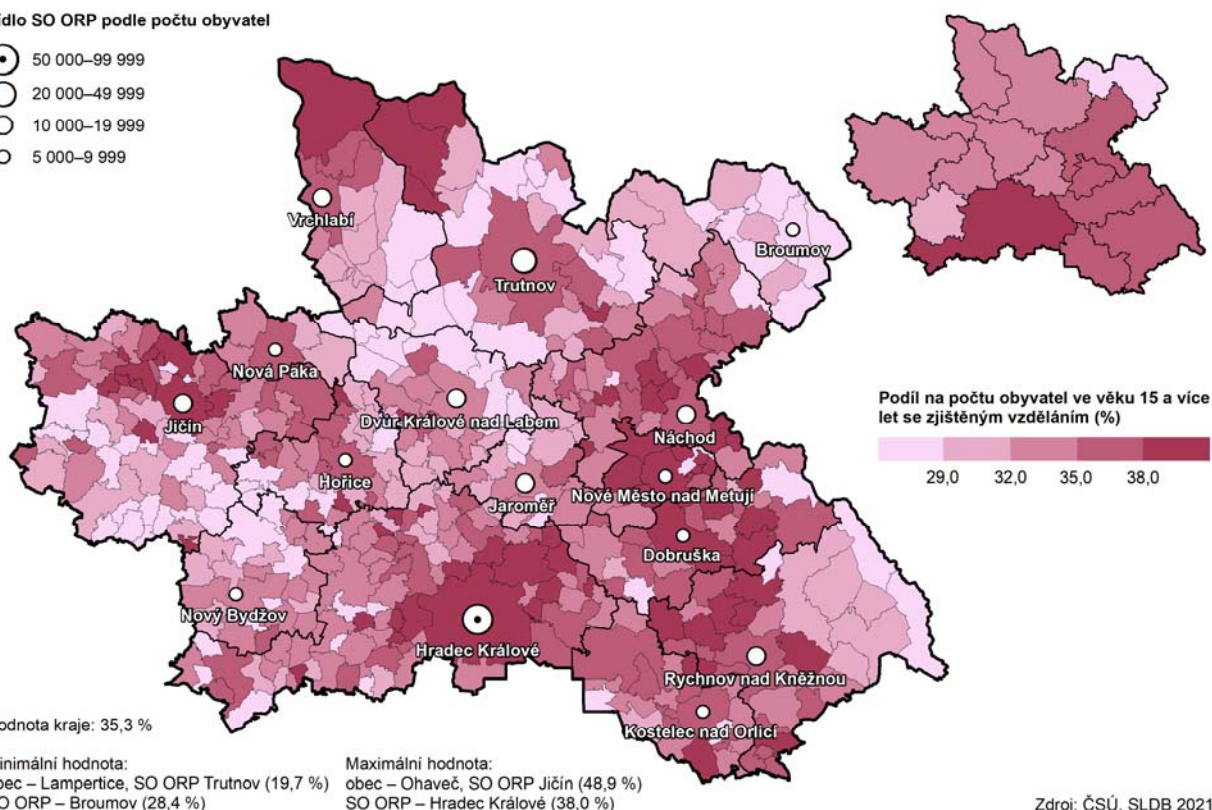 ídlo SO ORP podle počtu obyvatel
50 000–99 999
20 000–49 999
10 000–19 999
5 000–9 999
Vrchlabí
Broumov
Trutnov
Nová Paka
Dvůr Králové nad Labem
Jičín
Náchod
Hořice
Jaroměř
Nové Město nad Metují
Dobruška
Nový Bydžov
Hradec Králové
Rychnov nad Kněžnou
Kostelec nad Orlicí
Podíl na počtu obyvatel ve věku 15 a více
let se zjištěným vzděláním (%)
29,0 32,0 35,0 38,0
odnota kraje: 35,3 %
inimální hodnota:
bec – Lampertice, SO ORP Trutnov (19,7 %)
O ORP – Broumov (28,4 %)
Maximální hodnota:
obec – Ohaveč, SO ORP Jičín (48,9 %)
SO ORP – Hradec Králové (38,0 %)
Zdroj: ČSÚ, SLDB 2021